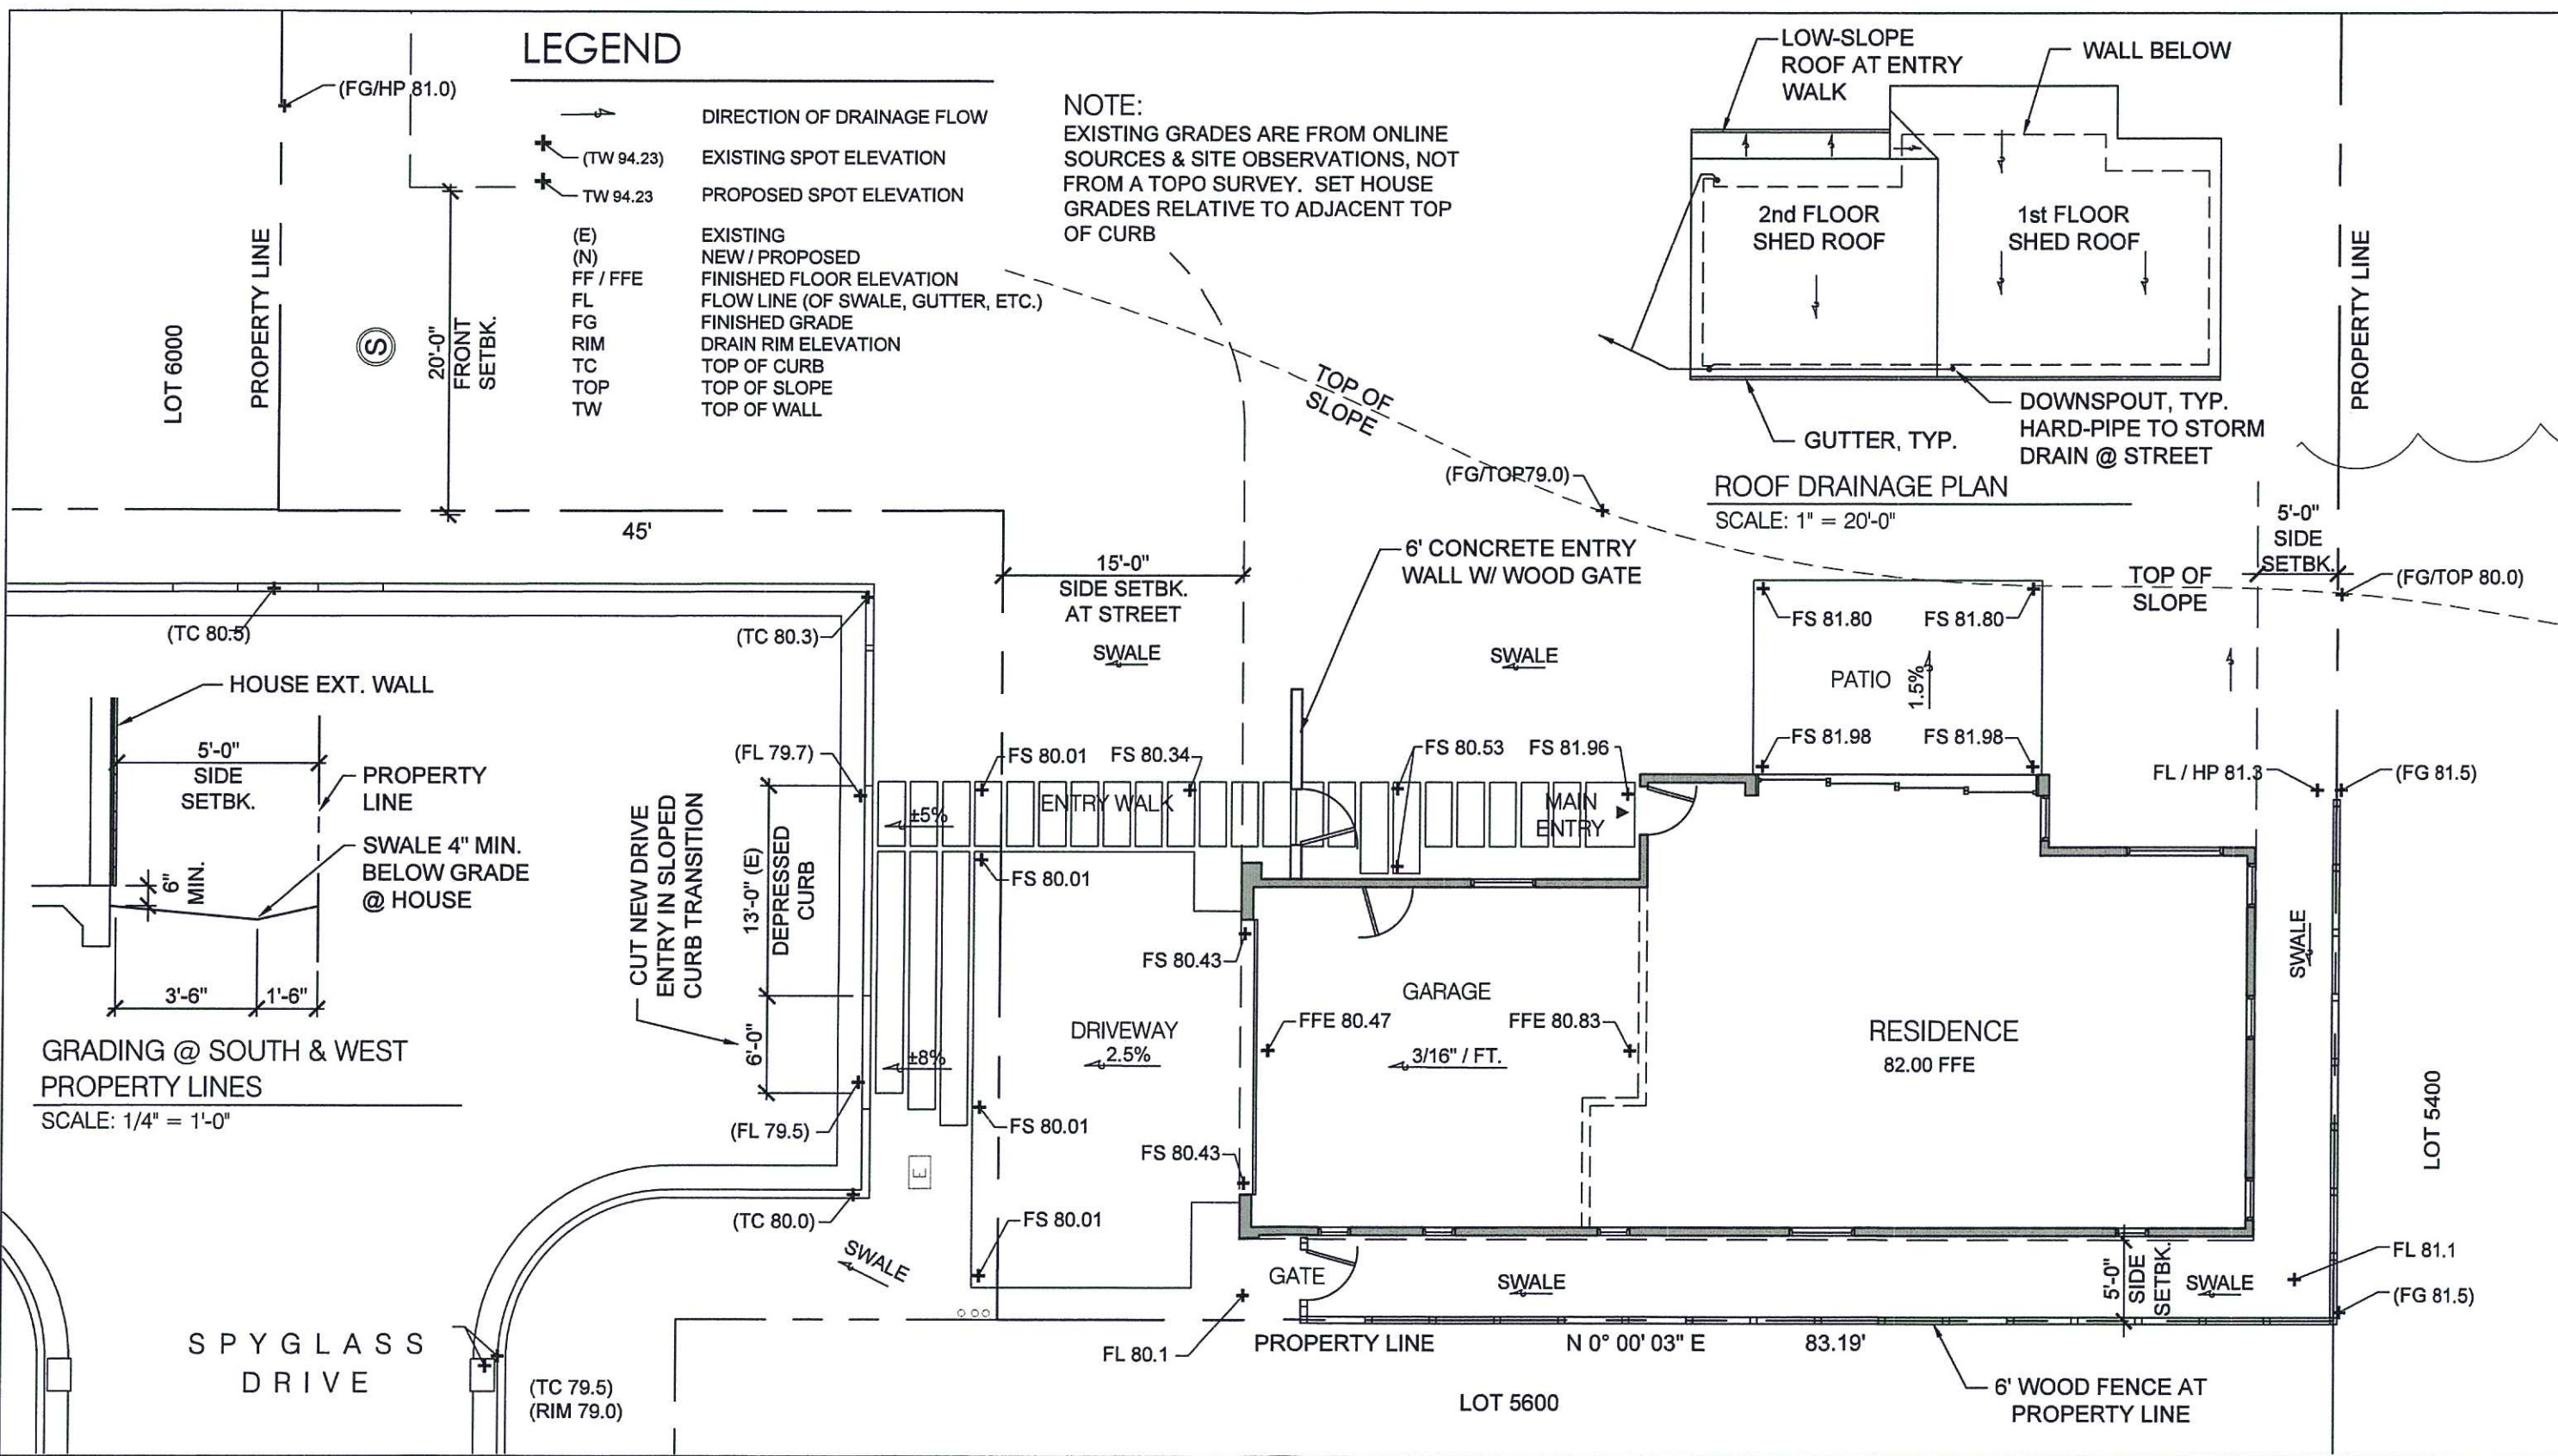 LEGEND
DIRECTION OF DRAINAGE FLOW
(TW 94.23) EXISTING SPOT ELEVATION
TW 94.23 PROPOSED SPOT ELEVATION
(E) EXISTING
(N) NEW / PROPOSED
FF / FFE FINISHED FLOOR ELEVATION
FL FLOW LINE (OF SWALE, GUTTER, ETC.)
FG FINISHED GRADE
RIM DRAIN RIM ELEVATION
TC TOP OF CURB
TOP TOP OF SLOPE
TW TOP OF WALL
(FG/HP 81.0)
LOT 6000
PROPERTY LINE
S
20'-0"
FRONT
SETBK.
45'
NOTE:
EXISTING GRADES ARE FROM ONLINE
SOURCES & SITE OBSERVATIONS, NOT
FROM A TOPO SURVEY. SET HOUSE
GRADES RELATIVE TO ADJACENT TOP
OF CURB
TOP OF
SLOPE
(FG/TOP79.0)
LOW-SLOPE
ROOF AT ENTRY
WALK
WALL BELOW
2nd FLOOR
SHED ROOF
1st FLOOR
SHED ROOF
DOWNSPOUT, TYP.
HARD-PIPE TO STORM
DRAIN @ STREET
GUTTER, TYP.
ROOF DRAINAGE PLAN
SCALE: 1" = 20'-0"
PROPERTY LINE
5'-0"
SIDE
SETBK.
(FG/TOP 80.0)
TOP OF
SLOPE
15'-0"
SIDE SETBK.
AT STREET
SWALE
6' CONCRETE ENTRY
WALL W/ WOOD GATE
SWALE
FS 81.80
FS 81.80
PATIO
1.5%
FS 81.98
FS 81.98
FL / HP 81.3
(FG 81.5)
(TC 80.5)
(TC 80.3)
HOUSE EXT. WALL
5'-0"
SIDE
SETBK.
PROPERTY
LINE
SWALE 4" MIN.
BELOW GRADE
@ HOUSE
6"
MIN.
3'-6"
1'-6"
GRADING @ SOUTH & WEST
PROPERTY LINES
SCALE: 1/4" = 1'-0"
(FL 79.7)
CUT NEW DRIVE
ENTRY IN SLOPED
CURB TRANSITION
13'-0" (E)
DEPRESSED
CURB
6'-0"
(FL 79.5)
(TC 80.0)
FS 80.01
FS 80.34
ENTRY WALK
±5%
FS 80.53
FS 81.96
MAIN
ENTRY
FS 80.01
DRIVEWAY
2.5%
±8%
FS 80.01
FS 80.01
E
FS 80.43
FS 80.43
FFE 80.47
GARAGE
3/16" / FT.
FFE 80.83
RESIDENCE
82.00 FFE
SWALE
LOT 5400
SWALE
GATE
SWALE
5'-0"
SIDE
SETBK.
SWALE
FL 81.1
(FG 81.5)
FL 80.1
PROPERTY LINE
N 0° 00' 03" E
83.19'
LOT 5600
6' WOOD FENCE AT
PROPERTY LINE
SPYGLASS
DRIVE
(TC 79.5)
(RIM 79.0)